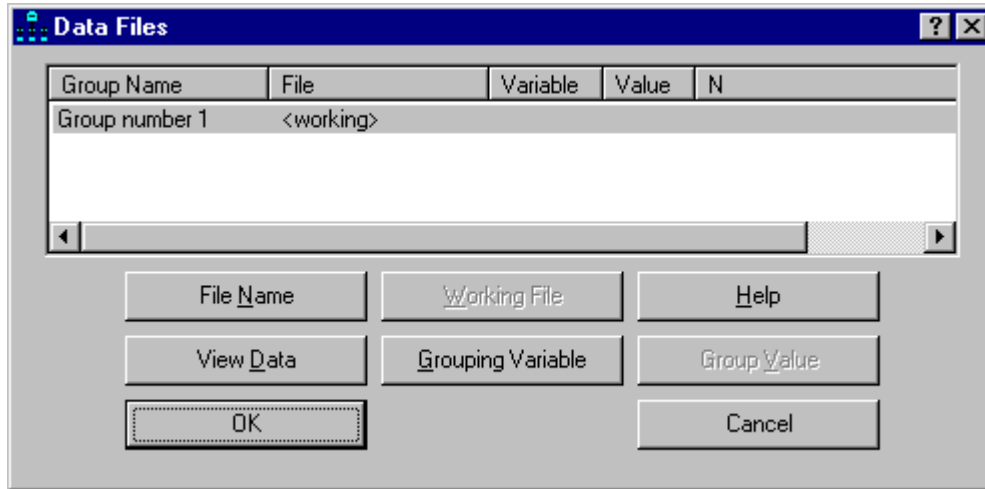 Data Files
Group Name File Variable Value N
Group number 1 <working>
File Name Working File Help
View Data Grouping Variable Group Value
OK Cancel